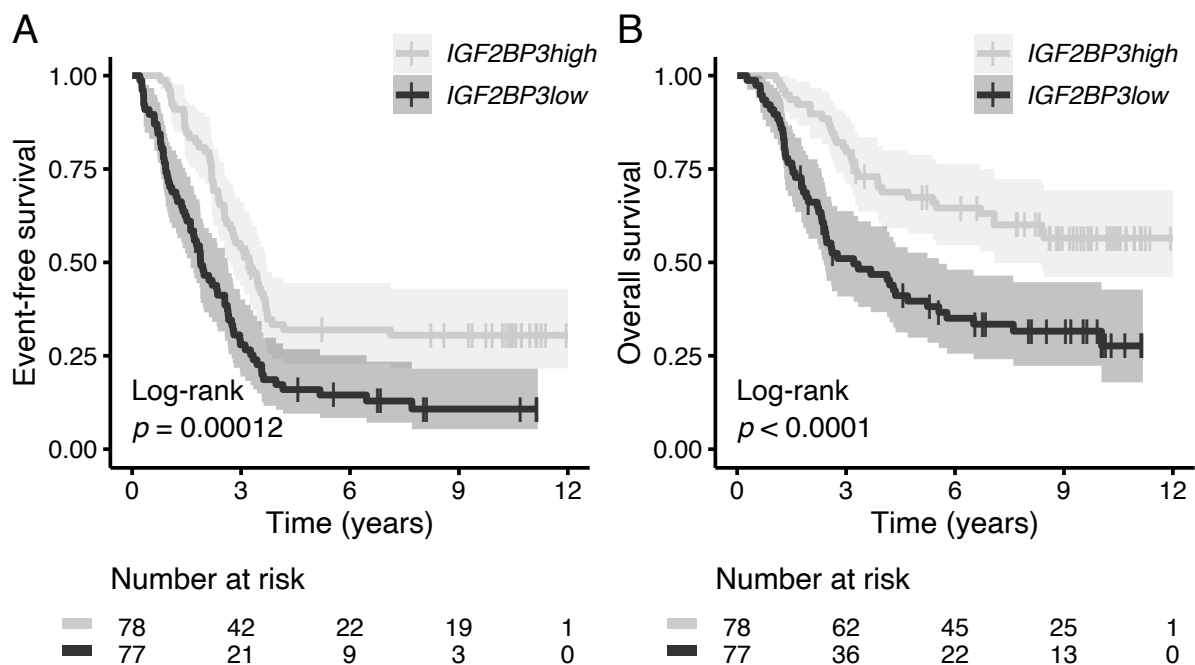 A
IGF2BP3high
IGF2BP3low
1.00
0.75
0.50
0.25
0.00
Event-free survival
Log-rank
p = 0.00012
0 3 6 9 12
Time (years)
Number at risk
78 42 22 19 1
77 21 9 3 0
B
IGF2BP3high
IGF2BP3low
1.00
0.75
0.50
0.25
0.00
Overall survival
Log-rank
p < 0.0001
0 3 6 9 12
Time (years)
Number at risk
78 62 45 25 1
77 36 22 13 0